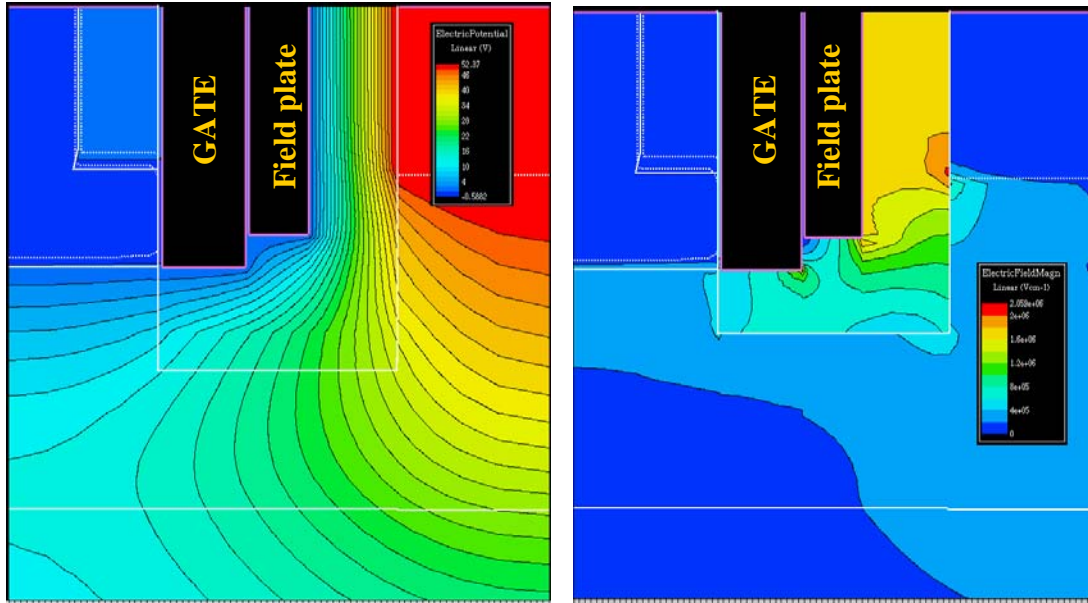 GATE
Field plate
ElectricPotential
Linear (V)
52.37
46
40
34
28
22
16
10
4
-0.5882
GATE
Field plate
ElectricFieldMagn
Linear (Vcm-1)
2.059e+06
2e+06
1.6e+06
1.2e+06
8e+05
4e+05
0